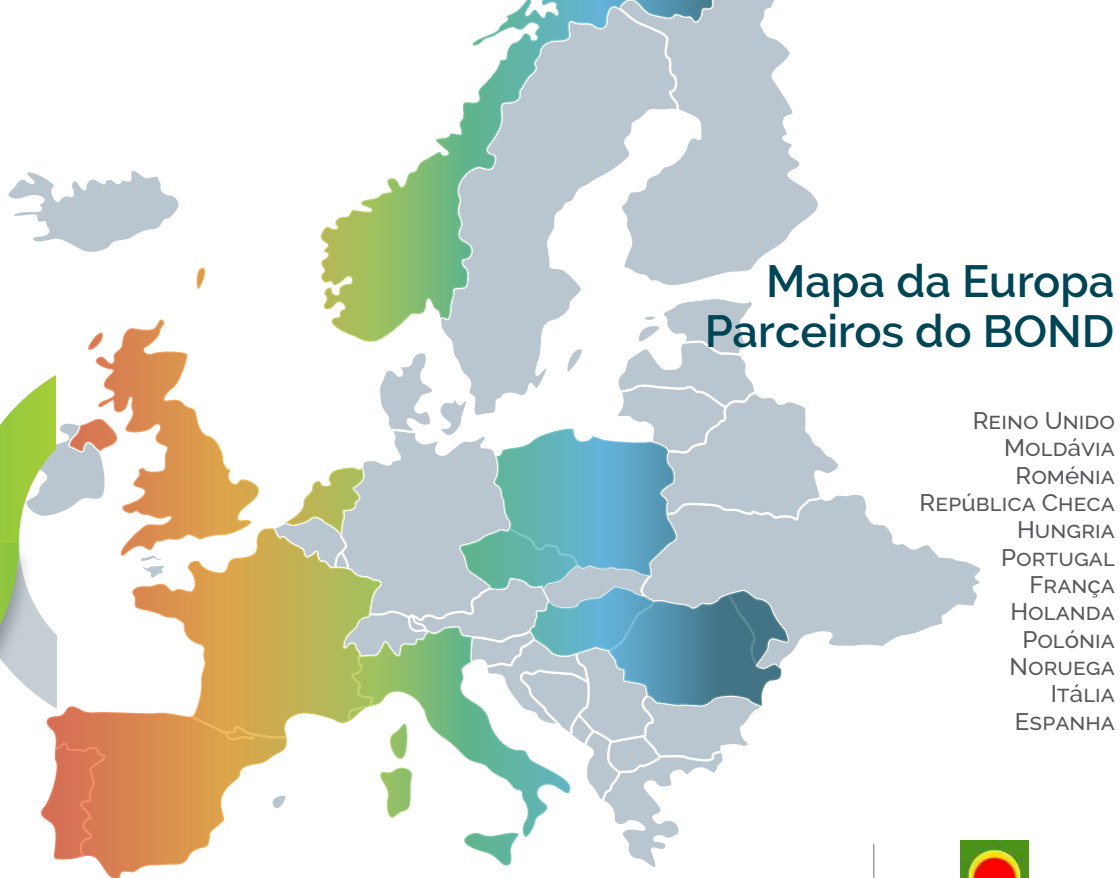 Mapa da Europa
Parceiros do BOND
REINO UNIDO
MOLDÁVIA
ROMÉNIA
REPÚBLICA CHECA
HUNGRIA
PORTUGAL
FRANÇA
HOLANDA
POLÓNIA
NORUEGA
ITÁLIA
ESPANHA